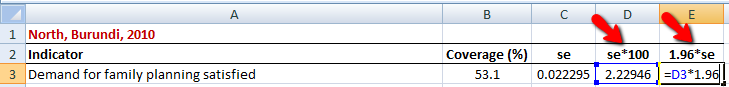 A B C D E
1 North, Burundi, 2010
2 Indicator Coverage (%) se se*100 1.96*se
3 Demand for family planning satisfied 53.1 0.022295 2.22946 =D3*1.96